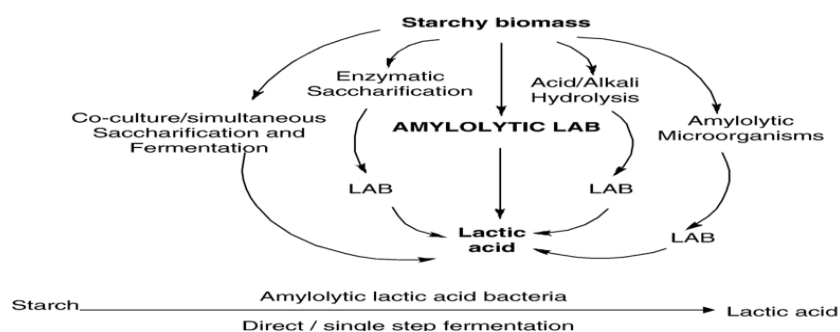 Starchy biomass
Enzymatic
Saccharification
Acid/Alkali
Hydrolysis
Co-culture/simultaneous
Saccharification and
Fermentation
AMYLOLYTIC LAB
Amylolytic
Microorganisms
LAB
LAB
LAB
Lactic
acid
Starch
Amylolytic lactic acid bacteria
Lactic acid
Direct / single step fermentation